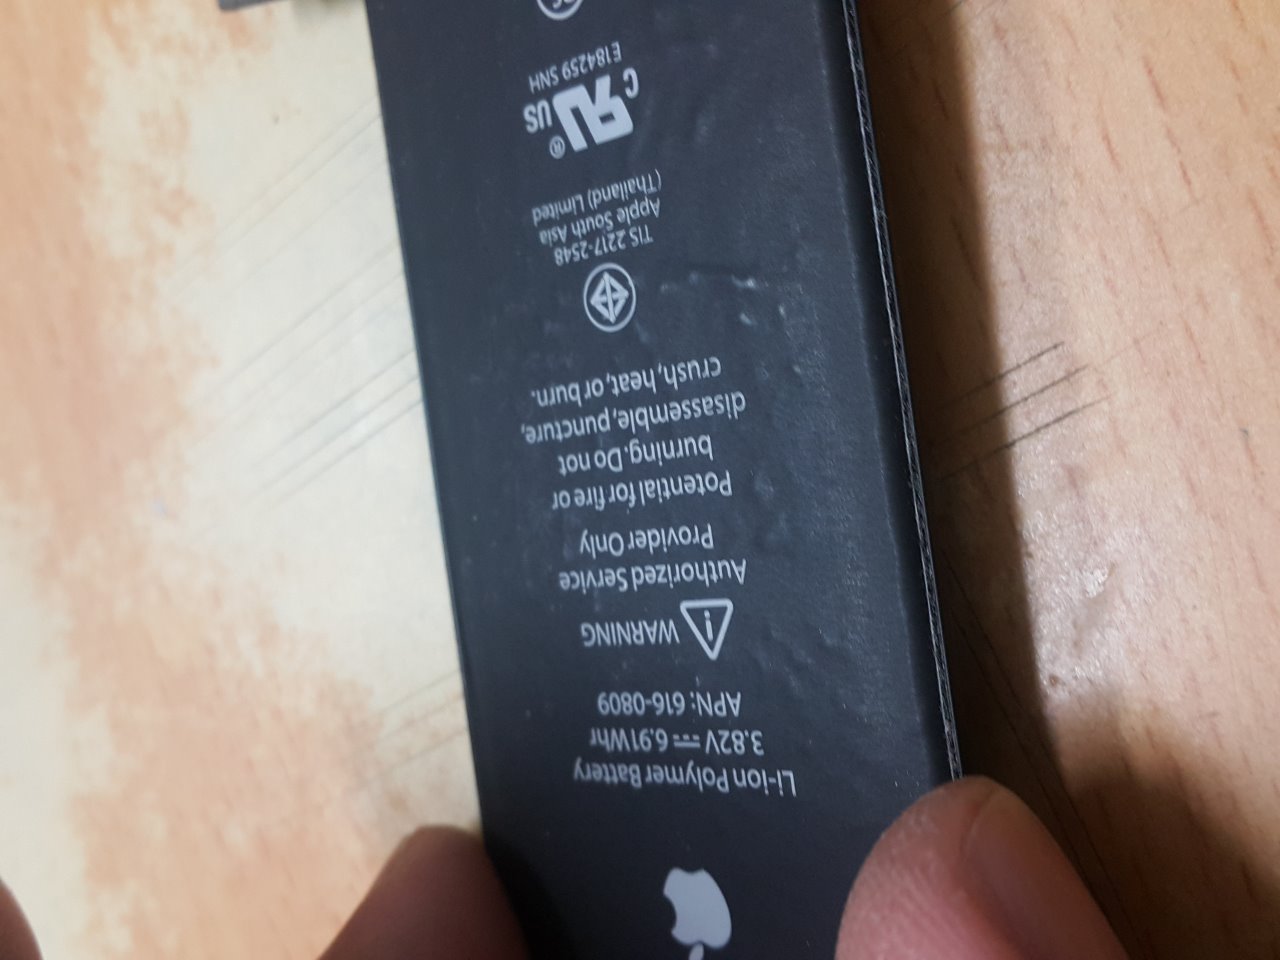 Li-ion Polymer Battery
3.82V 6.91Whr
APN: 616-0809
WARNING
Authorized Service
Provider Only
Potential for fire or
burning. Do not
disassemble, puncture,
crush, heat, or burn.
TIS 2217-2548
Apple South Asia
(Thailand) Limited
C RU US ®
E184259 SNH